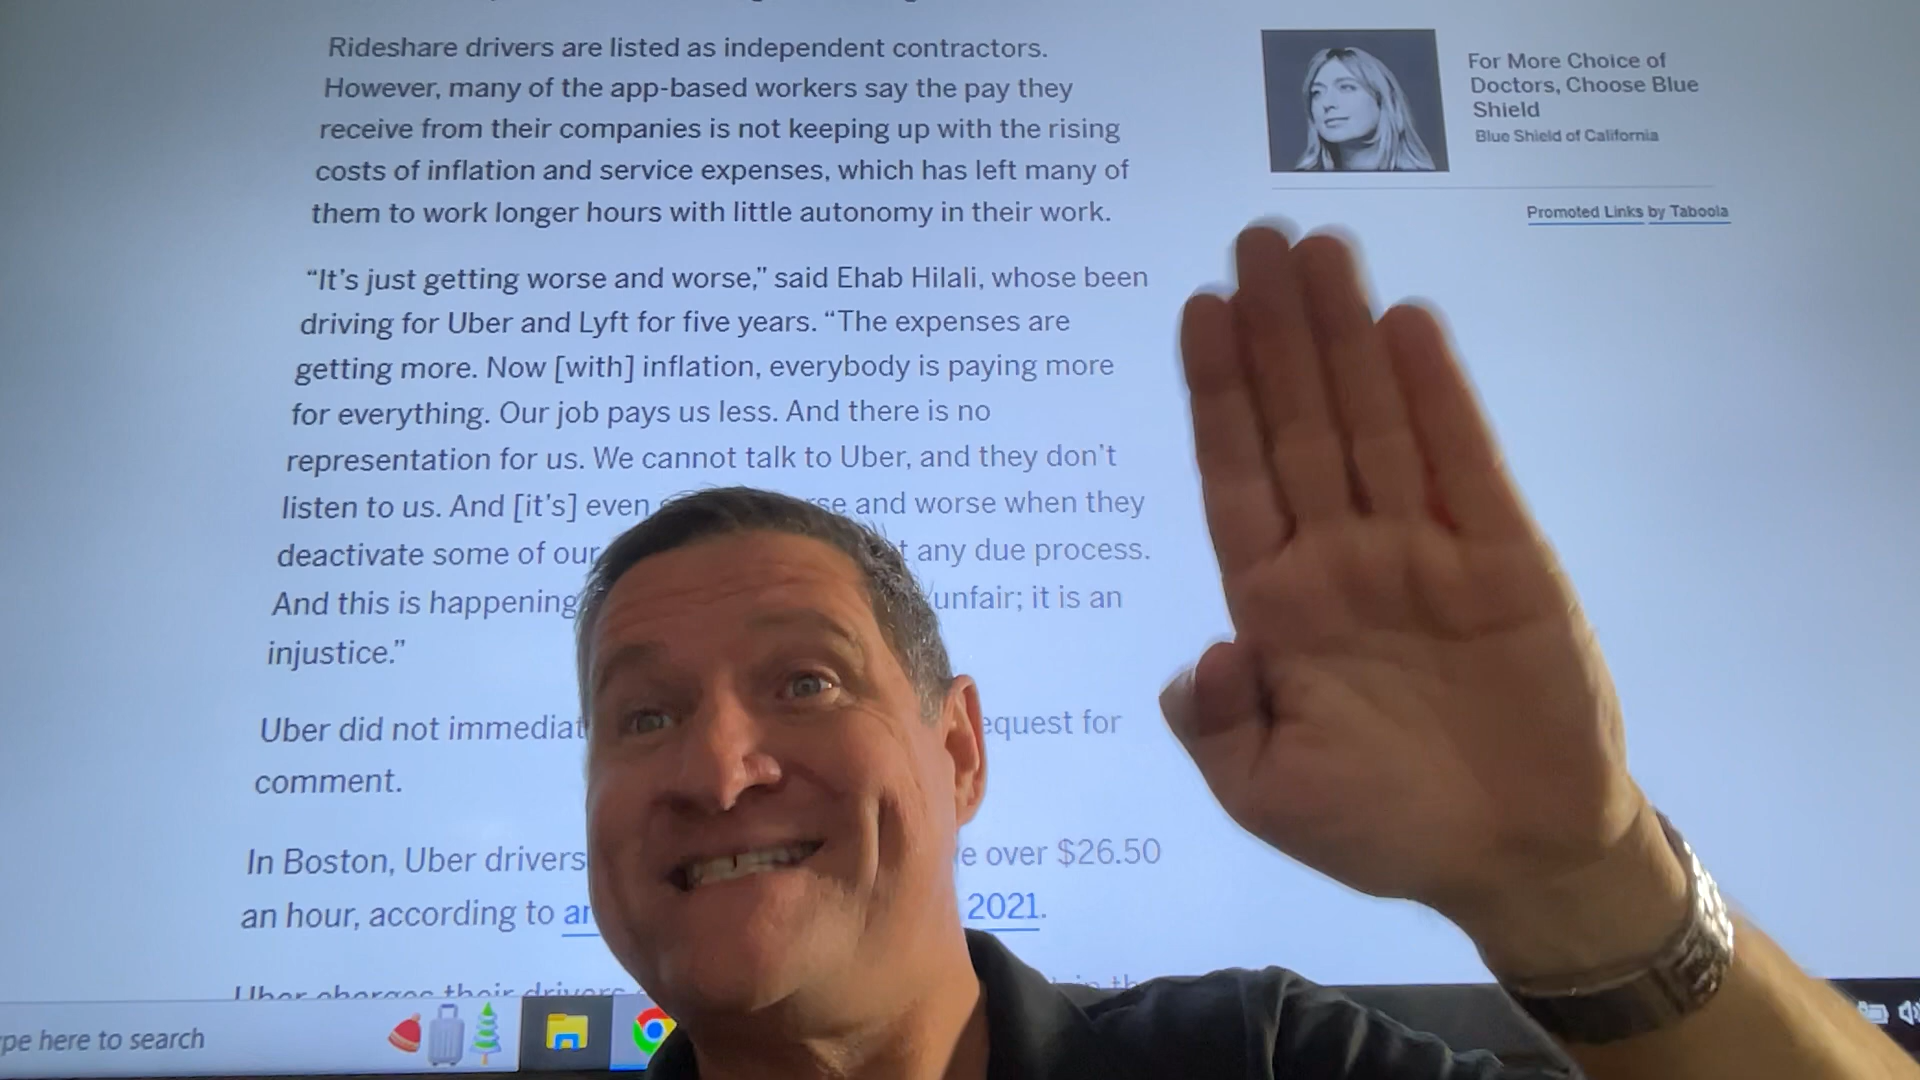 Rideshare drivers are listed as independent contractors.
However, many of the app-based workers say the pay they
receive from their companies is not keeping up with the rising
costs of inflation and service expenses, which has left many of
them to work longer hours with little autonomy in their work.
“It’s just getting worse and worse,” said Ehab Hilali, whose been
driving for Uber and Lyft for five years. “The expenses are
getting more. Now [with] inflation, everybody is paying more
for everything. Our job pays us less. And there is no
representation for us. We cannot talk to Uber, and they don’t
listen to us. And [it’s] even and worse when they
deactivate some of our any due process.
And this is happening unfair; it is an
injustice.”
Uber did not for
comment.
In Boston, Uber drivers over $26.50
an hour, according to 2021.
Uber charges their drivers
For More Choice of
Doctors, Choose Blue
Shield
Blue Shield of California
Promoted Links by Taboola
here to search